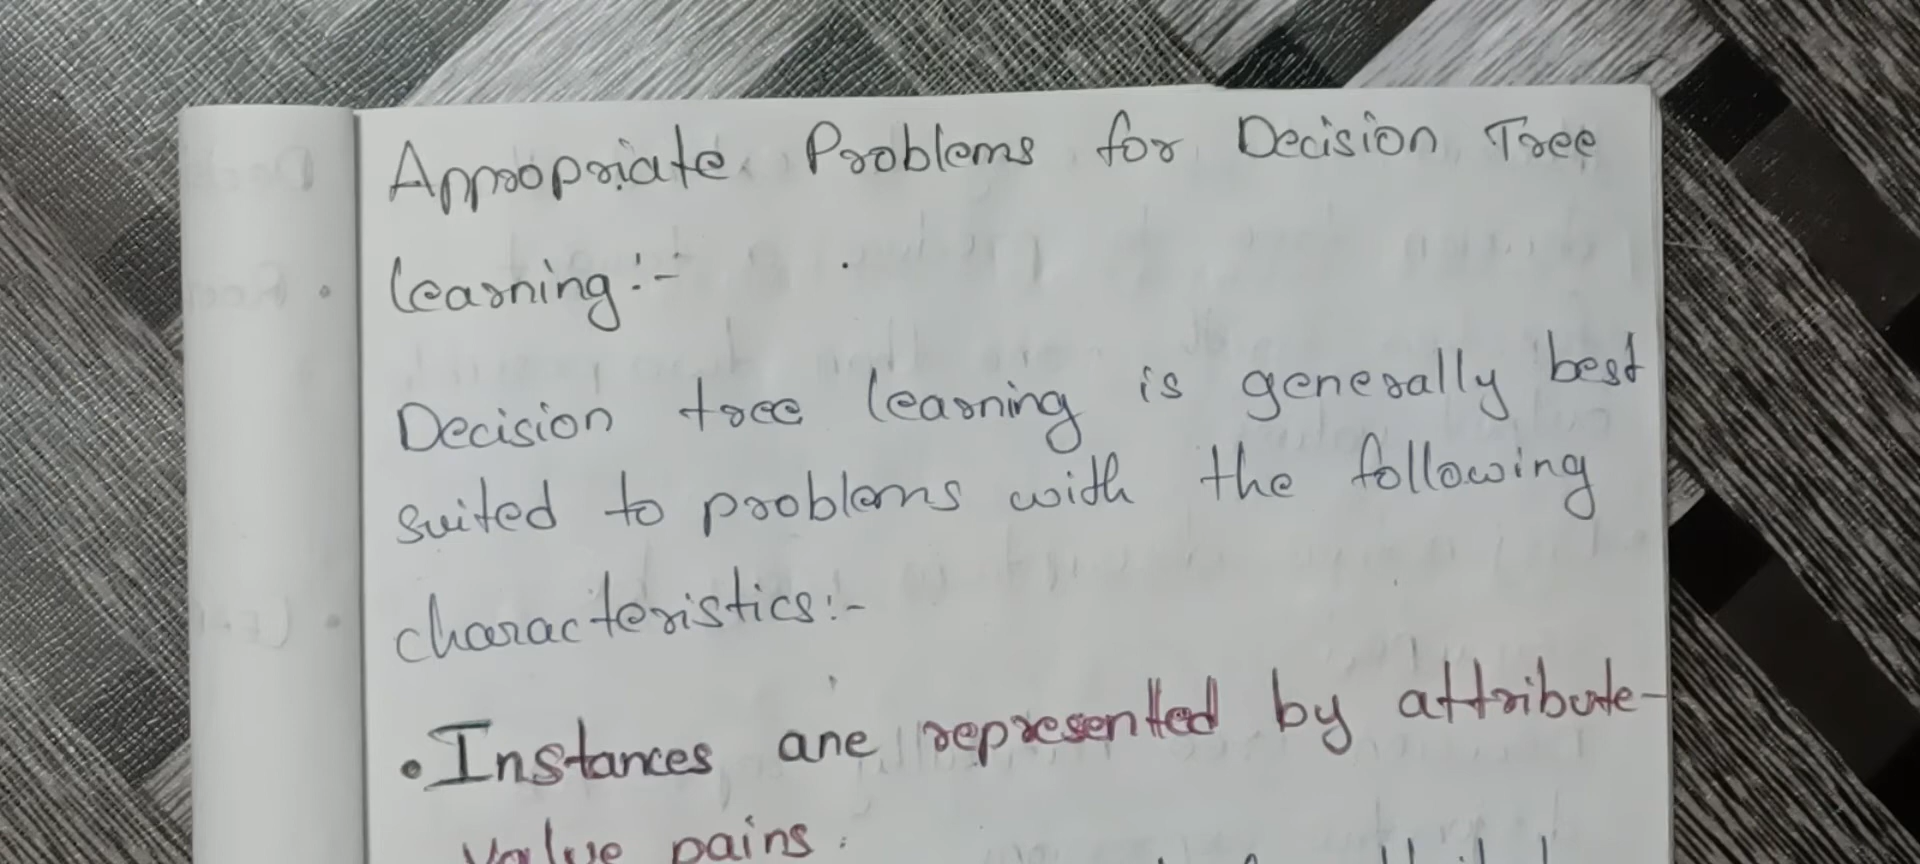 Appropriate Problems for Decision Tree
learning:-
Decision tree learning is generally best
suited to problems with the following
characteristics:-
• Instances are represented by attribute-
Value pairs.